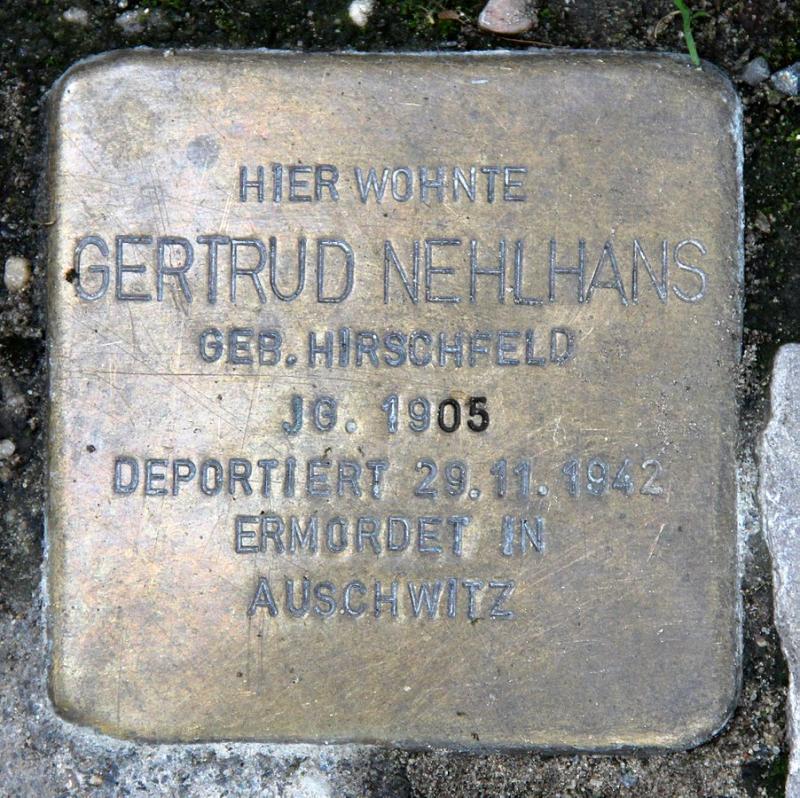 HIER WOHNTE
GERTRUD NEHLHANS
GEB. HIRSCHFELD
JG. 1905
DEPORTIERT 29.11.1942
ERMORDET IN
AUSCHWITZ